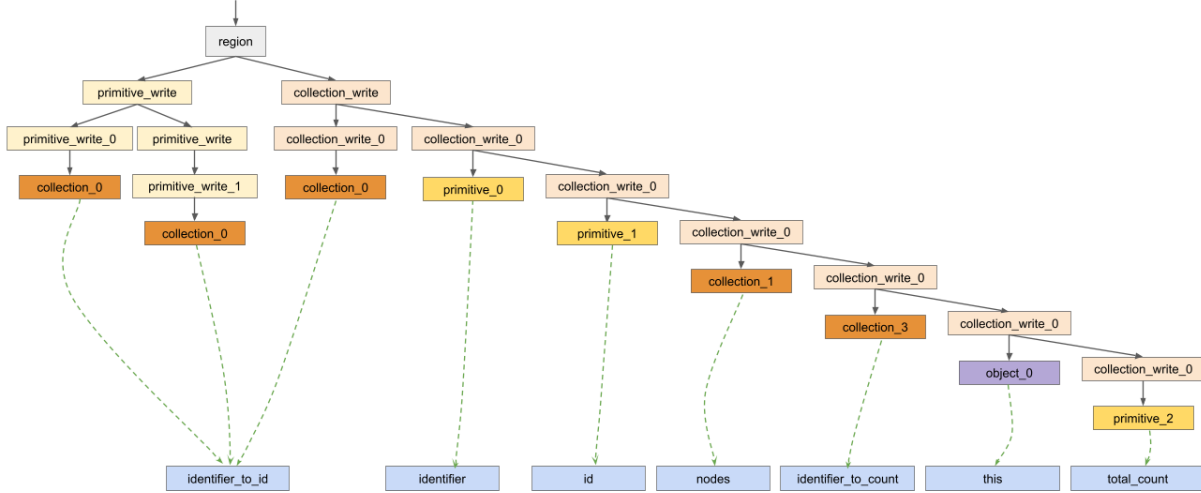 region
primitive_write
collection_write
primitive_write_0
primitive_write
collection_write_0
collection_write_0
collection_0
primitive_write_1
collection_0
primitive_0
collection_write_0
collection_0
primitive_1
collection_write_0
collection_1
collection_write_0
collection_3
collection_write_0
object_0
collection_write_0
primitive_2
identifier_to_id
identifier
id
nodes
identifier_to_count
this
total_count